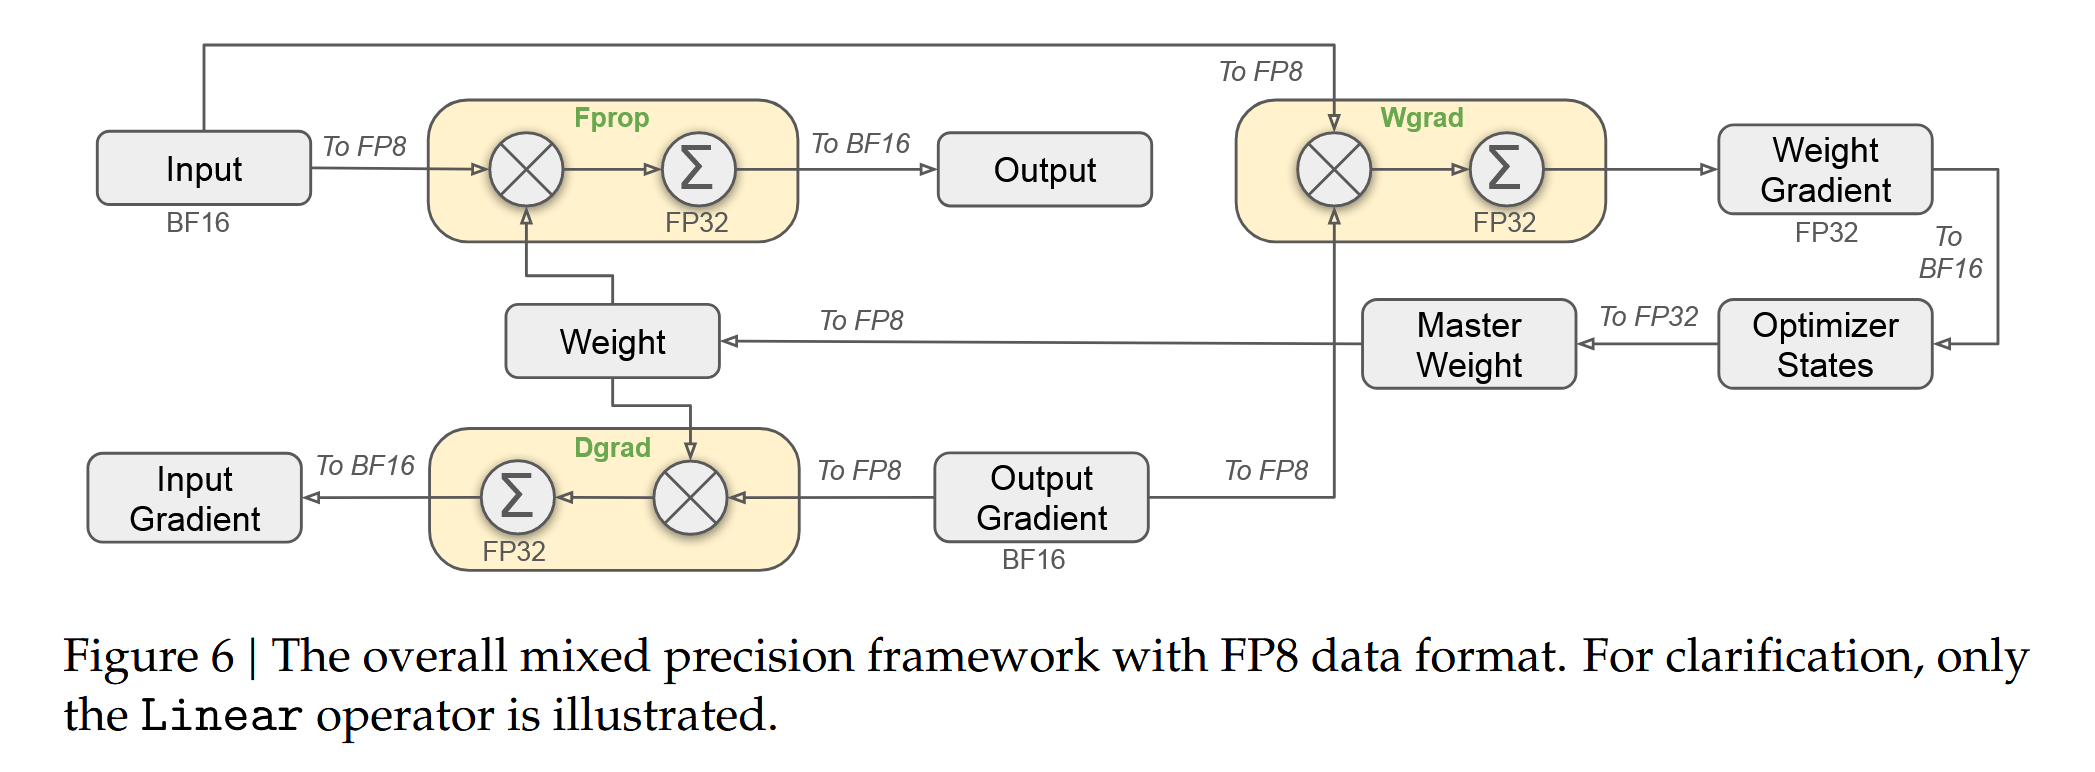 To FP8
Fprop
Wgrad
Input
To FP8
Σ
To BF16
Output
Σ
Weight
Gradient
BF16
FP32
FP32
FP32
To
BF16
Weight
To FP8
Master
Weight
To FP32
Optimizer
States
Dgrad
Input
Gradient
To BF16
Σ
FP32
To FP8
Output
Gradient
BF16
To FP8
Figure 6 | The overall mixed precision framework with FP8 data format. For clarification, only
the Linear operator is illustrated.